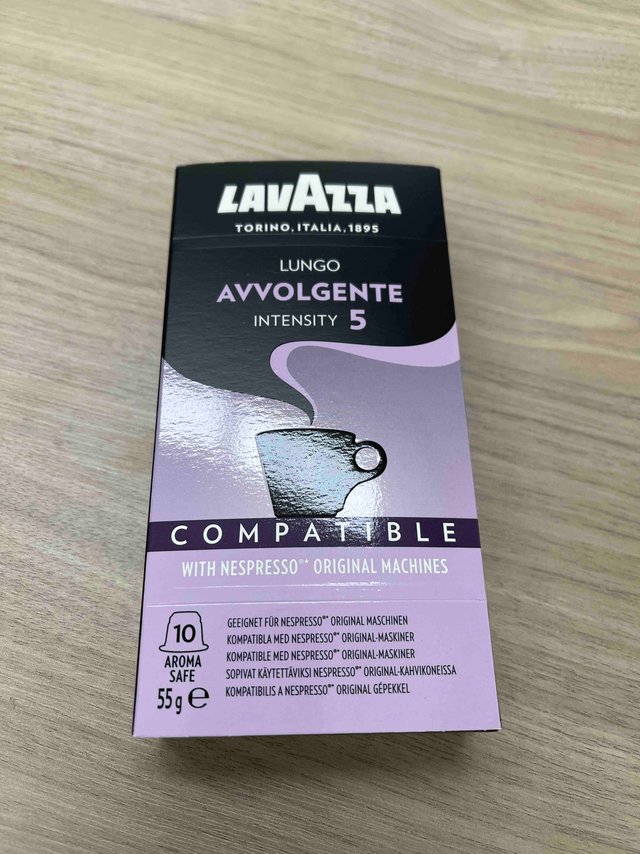 LAVAZZA
TORINO, ITALIA, 1895
LUNGO
AVVOLGENTE
INTENSITY 5
COMPATIBLE
WITH NESPRESSO®* ORIGINAL MACHINES
10
AROMA
SAFE
55 g ℮
GEEIGNET FÜR NESPRESSO®* ORIGINAL MASCHINEN
KOMPATIBLA MED NESPRESSO®* ORIGINAL-MASKINER
KOMPATIBLE MED NESPRESSO®* ORIGINAL-MASKINER
SOPIVAT KÄYTETTÄVIKSI NESPRESSO®* ORIGINAL-KAHVIKONEISSA
KOMPATIBILIS A NESPRESSO®* ORIGINAL GÉPEKKEL